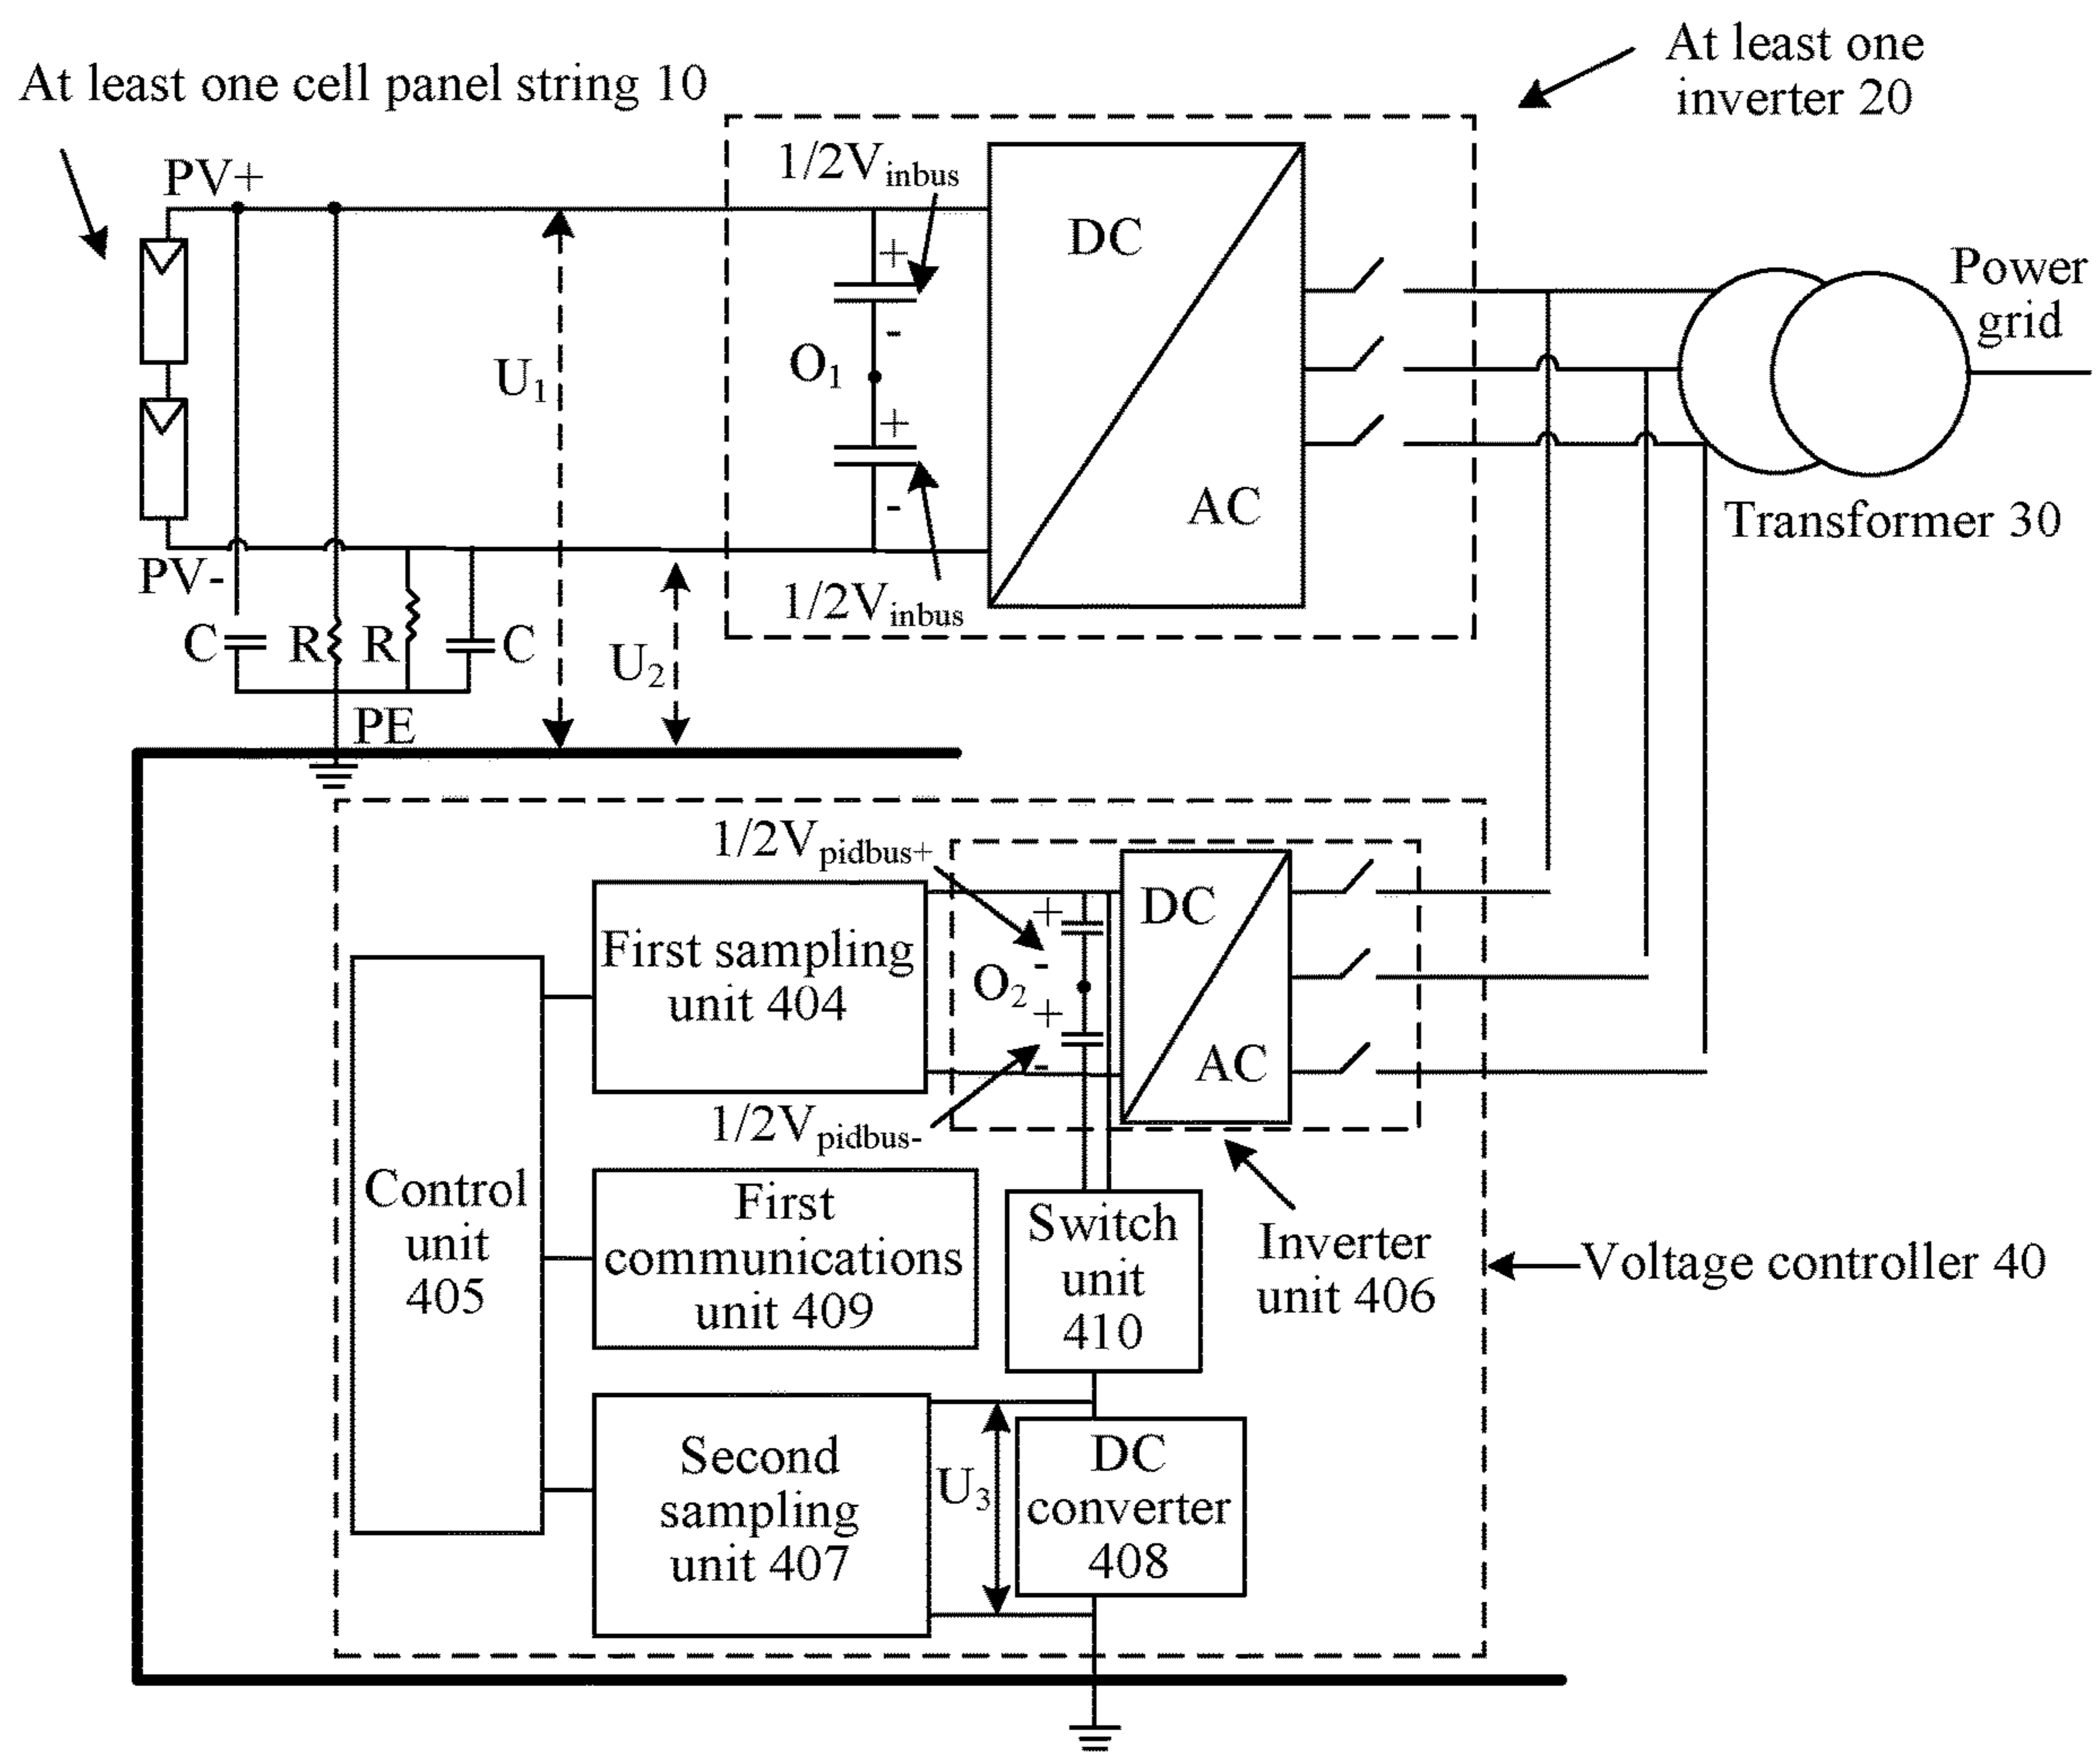 At least one cell panel string 10
At least one
inverter 20
PV+
1/2Vinbus
DC
AC
+
-
O1
+
-
1/2Vinbus
U1
U2
PV-
C
R
R
C
PE
Power
grid
Transformer 30
1/2Vpidbus+
+
-
O2
+
-
1/2Vpidbus-
DC
AC
First sampling
unit 404
Control
unit
405
First
communications
unit 409
Switch
unit
410
Inverter
unit 406
Voltage controller 40
Second
sampling
unit 407
U3
DC
converter
408